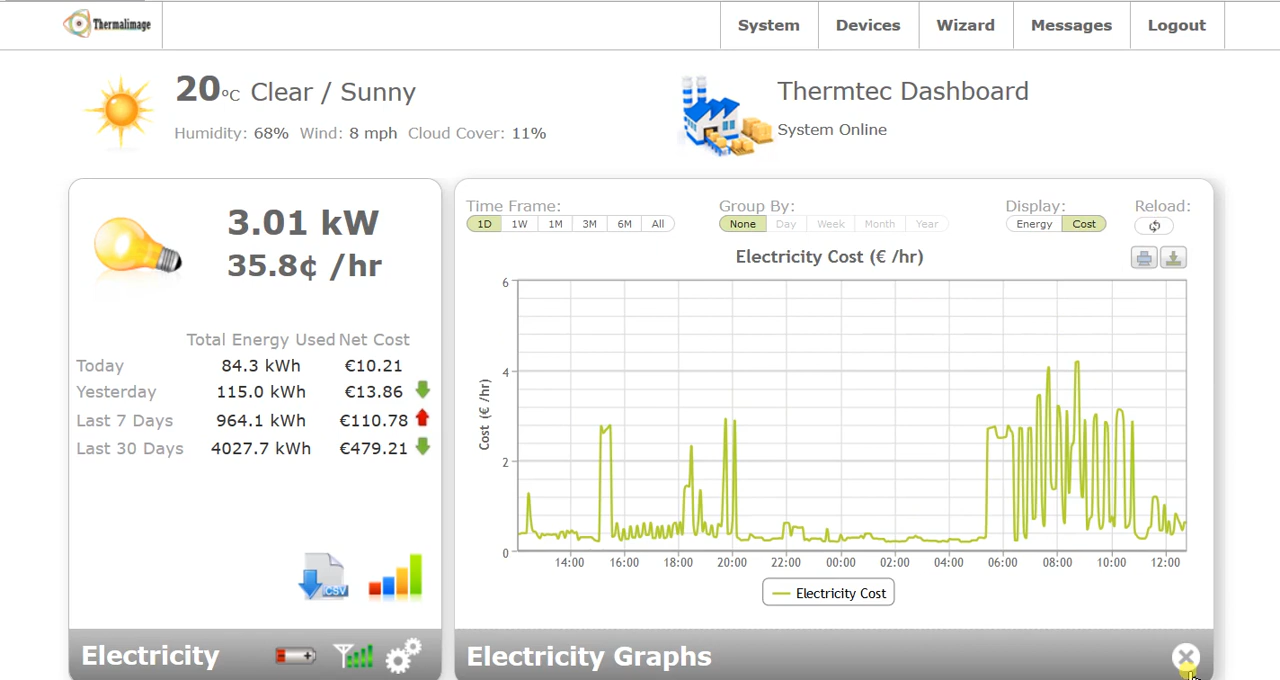 Thermalimage
System
Devices
Wizard
Messages
Logout
20°C Clear / Sunny
Humidity: 68% Wind: 8 mph Cloud Cover: 11%
Thermtec Dashboard
System Online
3.01 kW
35.8¢ /hr
Total Energy Used Net Cost
Today 84.3 kWh €10.21
Yesterday 115.0 kWh €13.86
Last 7 Days 964.1 kWh €110.78
Last 30 Days 4027.7 kWh €479.21
CSV
Electricity
Time Frame:
1D 1W 1M 3M 6M All
Group By:
None Day Week Month Year
Display:
Energy Cost
Reload:
Electricity Cost (€ /hr)
Cost (€ /hr)
6
4
2
0
14:00 16:00 18:00 20:00 22:00 00:00 02:00 04:00 06:00 08:00 10:00 12:00
Electricity Cost
Electricity Graphs